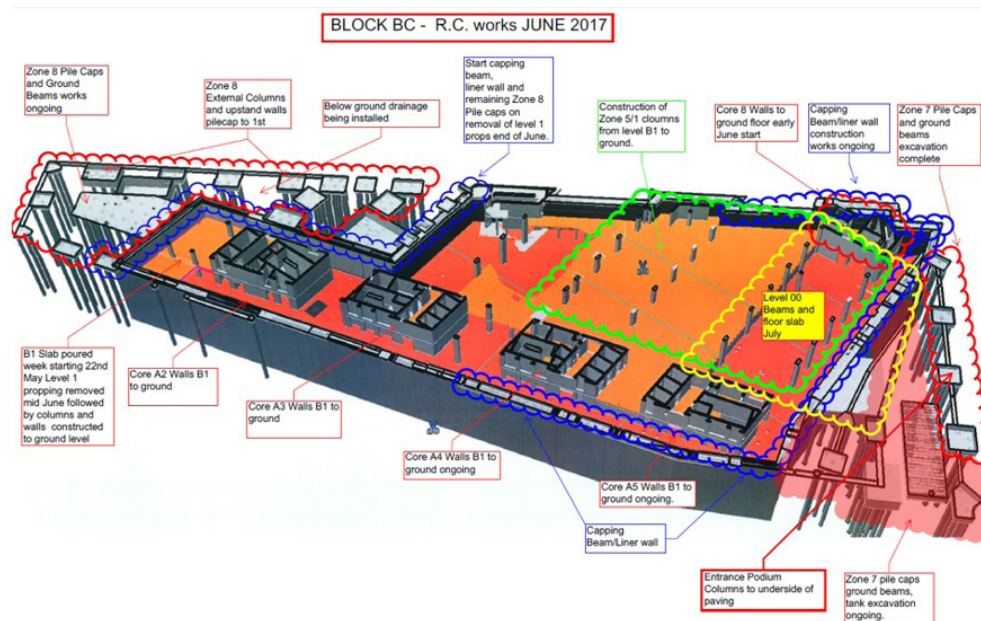 BLOCK BC - R.C. works JUNE 2017
Zone 8 Pile Caps
and Ground
Beams works
ongoing
Zone 8
External Columns
and upstand walls
pilecap to 1st
Below ground drainage
being installed
Start capping
beam,
liner wall and
remaining Zone 8
Pile caps on
removal of level 1
props end of June.
Construction of
Zone 5/1 cloumns
from level B1 to
ground.
Core 8 Walls to
ground floor early
June start
Capping
Beam/liner wall
construction
works ongoing
Zone 7 Pile Caps
and ground
beams
excavation
complete
Level 00
Beams and
floor slab
July
B1 Slab poured
week starting 22nd
May Level 1
propping removed
mid June followed
by columns and
walls constructed
to ground level
Core A2 Walls B1
to ground
Core A3 Walls B1 to
ground
Core A4 Walls B1 to
ground ongoing
Core A5 Walls B1 to
ground ongoing.
Capping
Beam/Liner wall
Entrance Podium
Columns to underside of
paving
Zone 7 pile caps
ground beams,
tank excavation
ongoing.